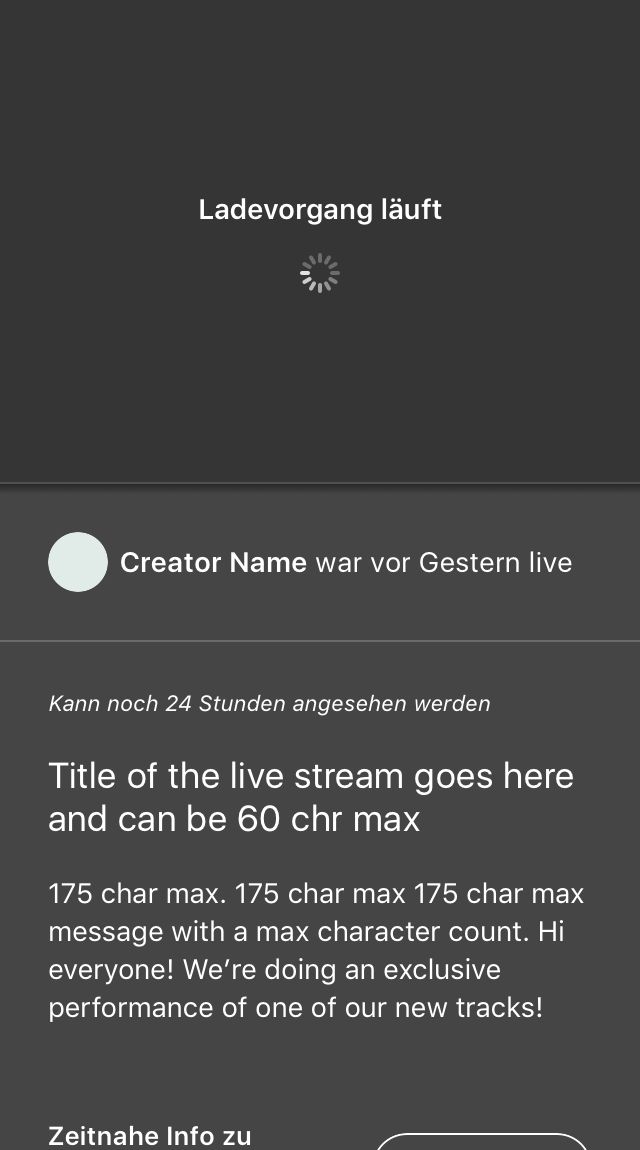 Ladevorgang läuft
Creator Name war vor Gestern live
Kann noch 24 Stunden angesehen werden
Title of the live stream goes here
and can be 60 chr max
175 char max. 175 char max 175 char max
message with a max character count. Hi
everyone! We’re doing an exclusive
performance of one of our new tracks!
Zeitnahe Info zu